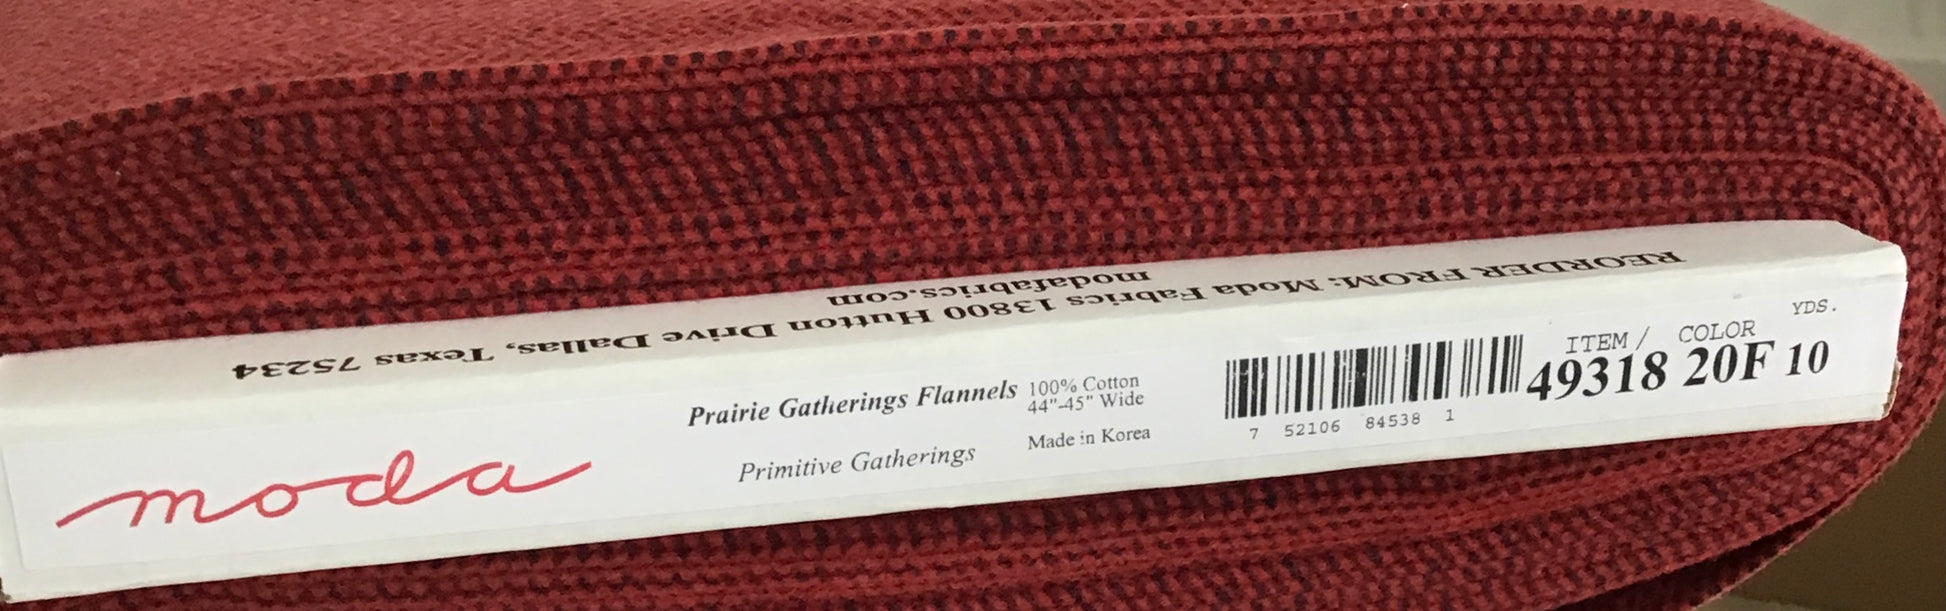 REORDER FROM: Moda Fabrics 13800 Hutton Drive Dallas, Texas 75234
modafabrics.com
moda
Prairie Gatherings Flannels
Primitive Gatherings
100% Cotton
44"-45" Wide
Made in Korea
7 52106 84538 1
ITEM/ COLOR YDS.
49318 20F 10